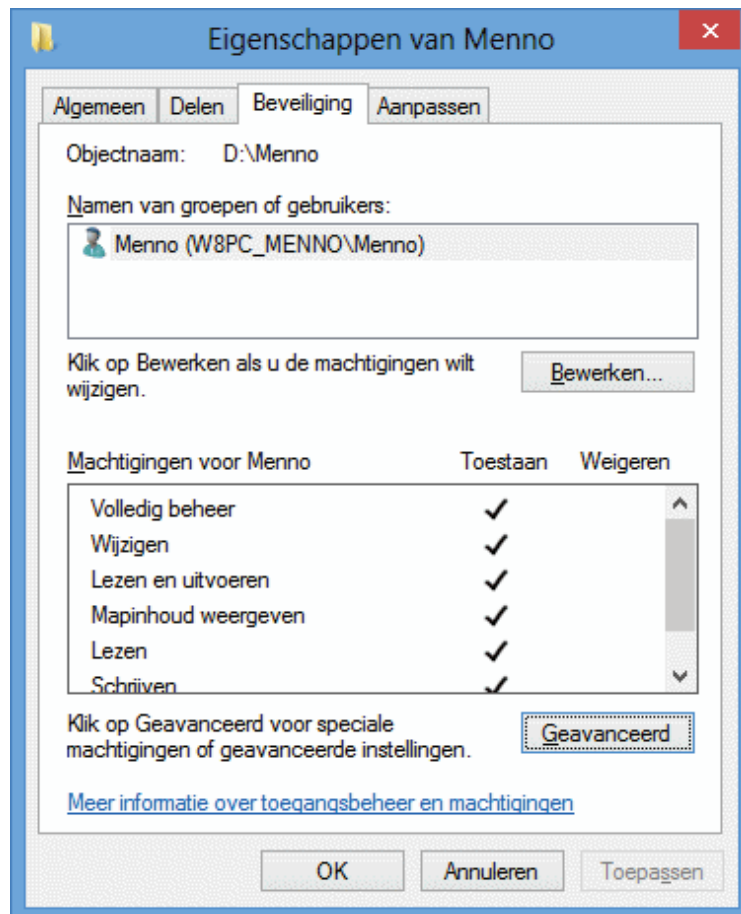 Eigenschappen van Menno
Algemeen Delen Beveiliging Aanpassen
Objectnaam: D:\Menno
Namen van groepen of gebruikers:
Menno (W8PC_MENNO\Menno)
Klik op Bewerken als u de machtigingen wilt
wijzigen.
Bewerken...
Machtigingen voor Menno Toestaan Weigeren
Volledig beheer
Wijzigen
Lezen en uitvoeren
Mapinhoud weergeven
Lezen
Schrijven
Klik op Geavanceerd voor speciale
machtigingen of geavanceerde instellingen.
Geavanceerd
Meer informatie over toegangsbeheer en machtigingen
OK Annuleren Toepassen